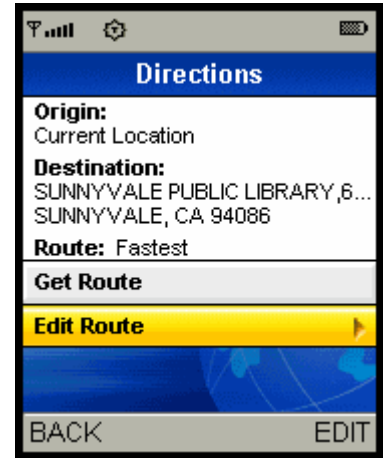 Directions
Origin:
Current Location
Destination:
SUNNYVALE PUBLIC LIBRARY,6...
SUNNYVALE, CA 94086
Route: Fastest
Get Route
Edit Route
BACK EDIT